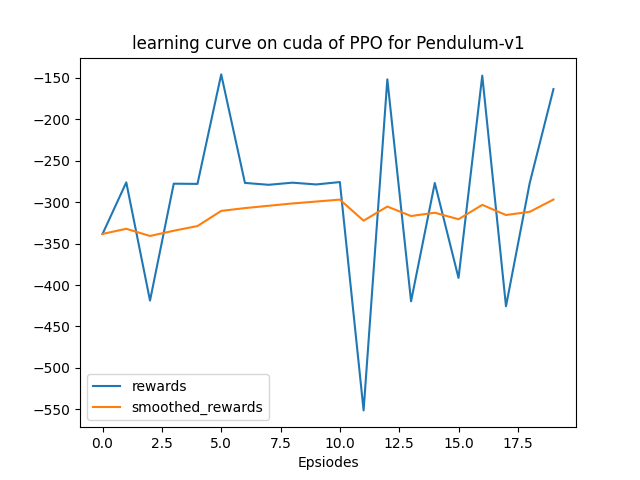 learning curve on cuda of PPO for Pendulum-v1
−150
−200
−250
−300
−350
−400
−450
−500
−550
rewards
smoothed_rewards
0.0 2.5 5.0 7.5 10.0 12.5 15.0 17.5
Epsiodes